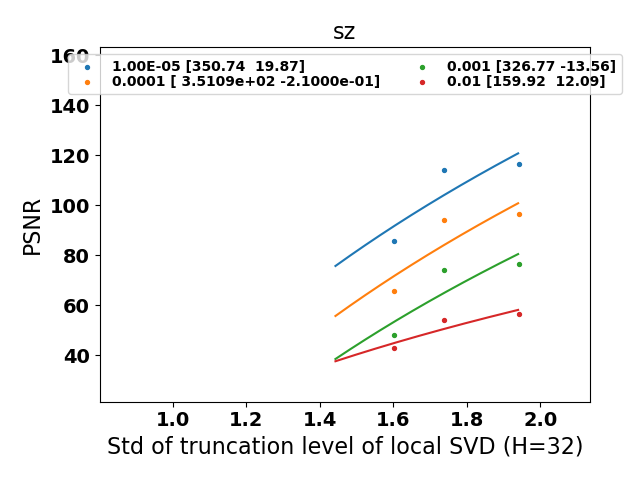 sz
1.00E-05 [350.74  19.87]
0.0001 [ 3.5109e+02 -2.1000e-01]
0.001 [326.77 -13.56]
0.01 [159.92  12.09]
160
140
120
100
80
60
40
PSNR
1.0 1.2 1.4 1.6 1.8 2.0
Std of truncation level of local SVD (H=32)